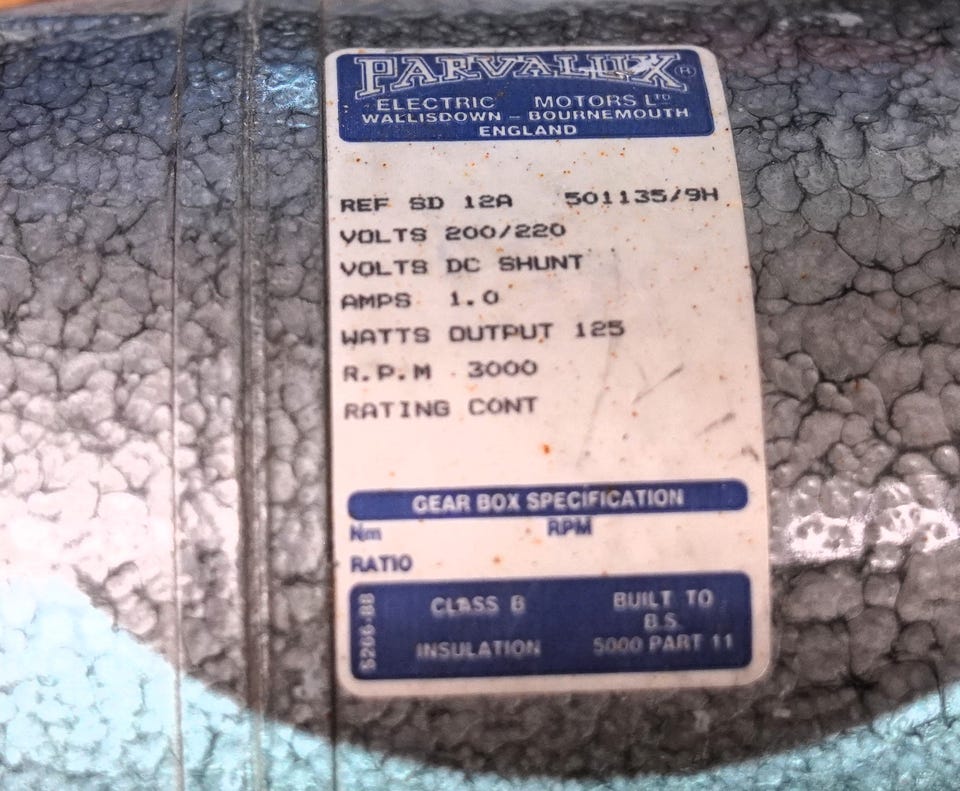 PARVALUX ®
ELECTRIC MOTORS LTD
WALLISDOWN - BOURNEMOUTH
ENGLAND
REF SD 12A 501135/9H
VOLTS 200/220
VOLTS DC SHUNT
AMPS 1.0
WATTS OUTPUT 125
R.P.M 3000
RATING CONT
GEAR BOX SPECIFICATION
Nm RPM
RATIO
CLASS B BUILT TO
B.S.
INSULATION 5000 PART 11